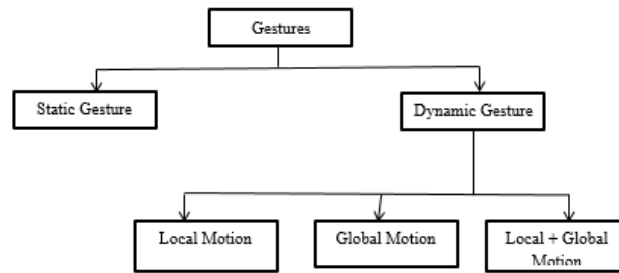 Gestures
Static Gesture
Dynamic Gesture
Local Motion
Global Motion
Local + Global
Motion